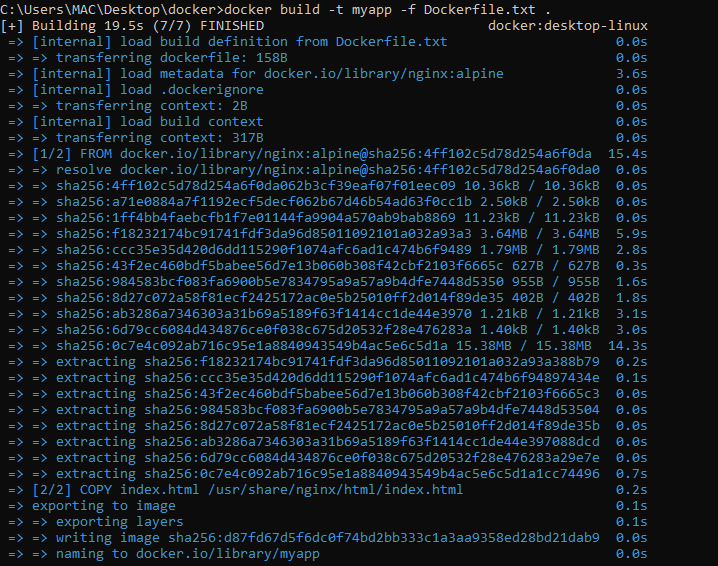 C:\Users\MAC\Desktop\docker>docker build -t myapp -f Dockerfile.txt .
[+] Building 19.5s (7/7) FINISHED docker:desktop-linux
=> [internal] load build definition from Dockerfile.txt 0.0s
=> => transferring dockerfile: 158B 0.0s
=> [internal] load metadata for docker.io/library/nginx:alpine 3.6s
=> [internal] load .dockerignore 0.0s
=> => transferring context: 2B 0.0s
=> [internal] load build context 0.0s
=> => transferring context: 317B 0.0s
=> [1/2] FROM docker.io/library/nginx:alpine@sha256:4ff102c5d78d254a6f0da 15.4s
=> => resolve docker.io/library/nginx:alpine@sha256:4ff102c5d78d254a6f0da0 0.0s
=> => sha256:4ff102c5d78d254a6f0da062b3cf39eaf07f01eec09 10.36kB / 10.36kB 0.0s
=> => sha256:a71e0884a7f1192ecf5decf062b67d46b54ad63f0cc1b 2.50kB / 2.50kB 0.0s
=> => sha256:1ff4bb4faebcfb1f7e01144fa9904a570ab9bab8869 11.23kB / 11.23kB 0.0s
=> => sha256:f18232174bc91741fdf3da96d85011092101a032a93a3 3.64MB / 3.64MB 5.9s
=> => sha256:ccc35e35d420d6dd115290f1074afc6ad1c474b6f9489 1.79MB / 1.79MB 2.8s
=> => sha256:43f2ec460bdf5babee56d7e13b060b308f42cbf2103f6665c 627B / 627B 0.3s
=> => sha256:984583bcf083fa6900b5e7834795a9a57a9b4dfe7448d5350 955B / 955B 1.6s
=> => sha256:8d27c072a58f81ecf2425172ac0e5b25010ff2d014f89de35 402B / 402B 1.8s
=> => sha256:ab3286a7346303a31b69a5189f63f1414cc1de44e3970 1.21kB / 1.21kB 3.1s
=> => sha256:6d79cc6084d434876ce0f038c675d20532f28e476283a 1.40kB / 1.40kB 3.0s
=> => sha256:0c7e4c092ab716c95e1a8840943549b4ac5e6c5d1a 15.38MB / 15.38MB 14.3s
=> => extracting sha256:f18232174bc91741fdf3da96d85011092101a032a93a388b79 0.2s
=> => extracting sha256:ccc35e35d420d6dd115290f1074afc6ad1c474b6f94897434e 0.1s
=> => extracting sha256:43f2ec460bdf5babee56d7e13b060b308f42cbf2103f6665c3 0.0s
=> => extracting sha256:984583bcf083fa6900b5e7834795a9a57a9b4dfe7448d53504 0.0s
=> => extracting sha256:8d27c072a58f81ecf2425172ac0e5b25010ff2d014f89de35b 0.0s
=> => extracting sha256:ab3286a7346303a31b69a5189f63f1414cc1de44e397088dcd 0.0s
=> => extracting sha256:6d79cc6084d434876ce0f038c675d20532f28e476283a29e7e 0.0s
=> => extracting sha256:0c7e4c092ab716c95e1a8840943549b4ac5e6c5d1a1cc74496 0.7s
=> [2/2] COPY index.html /usr/share/nginx/html/index.html 0.2s
=> exporting to image 0.1s
=> => exporting layers 0.1s
=> => writing image sha256:d87fd67d5f6dc0f74bd2bb333c1a3aa9358ed28bd21dab9 0.0s
=> => naming to docker.io/library/myapp 0.0s